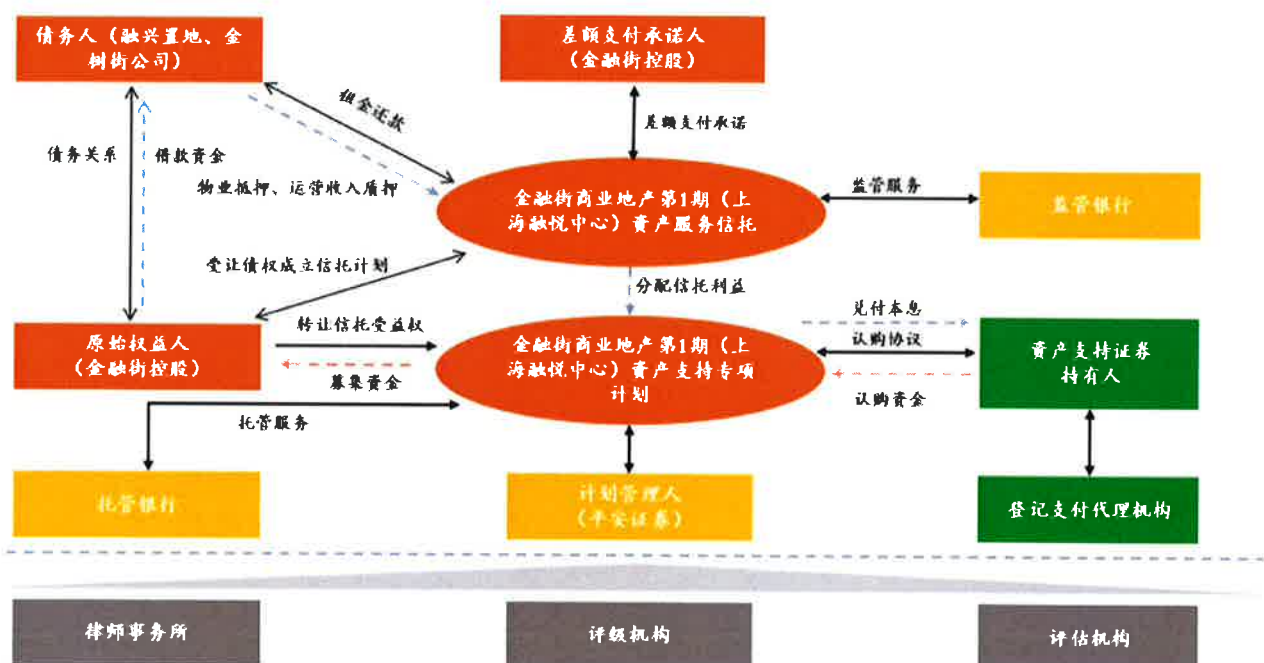 债务人（融兴置地、金
树街公司）
差额支付承诺人
（金融街控股）
租金还款
差额支付承诺
债务关系
借款资金
物业抵押、运营收入质押
金融街商业地产第1期（上
海融悦中心）资产服务信托
监管服务
监管银行
受让债权成立信托计划
分配信托利益
兑付本息
原始权益人
（金融街控股）
转让信托受益权
募集资金
金融街商业地产第1期（上
海融悦中心）资产支持专项
计划
认购协议
认购资金
资产支持证券
持有人
托管服务
托管银行
计划管理人
（平安证券）
登记支付代理机构
律师事务所
评级机构
评估机构